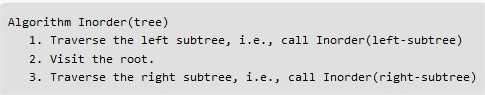 Algorithm Inorder(tree)
1. Traverse the left subtree, i.e., call Inorder(left-subtree)
2. Visit the root.
3. Traverse the right subtree, i.e., call Inorder(right-subtree)